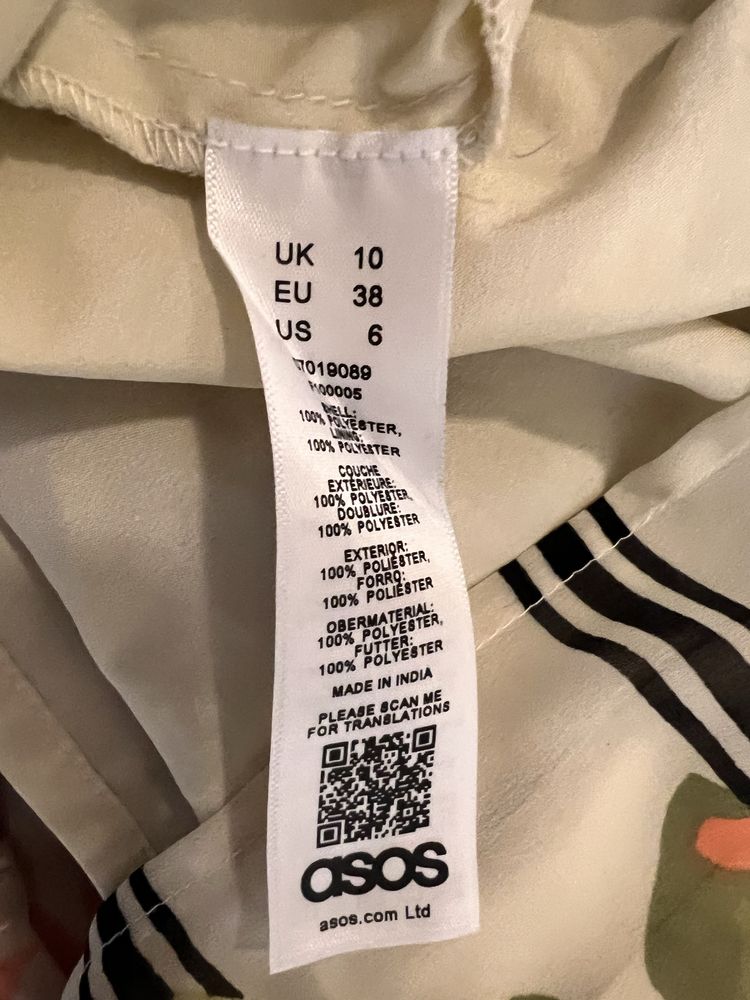 UK 10
EU 38
US 6
7019089
100005
SHELL:
100% POLYESTER,
LINING:
100% POLYESTER
COUCHE
EXTÉRIEURE:
100% POLYESTER,
DOUBLURE:
100% POLYESTER
EXTERIOR:
100% POLIÉSTER,
FORRO:
100% POLIÉSTER
OBERMATERIAL:
100% POLYESTER,
FUTTER:
100% POLYESTER
MADE IN INDIA
PLEASE SCAN ME
FOR TRANSLATIONS
asos
asos.com Ltd